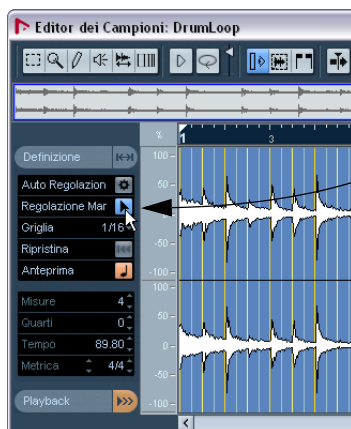 Editor dei Campioni: DrumLoop
% 1 3
Definizione
Auto Regolazion
Regolazione Mar
Griglia 1/16
Ripristina
Anteprima
Misure 4
Quarti 0
Tempo 89.80
Metrica 4/4
Playback
100
50
0
-50
-100
100
50
0
-50
-100